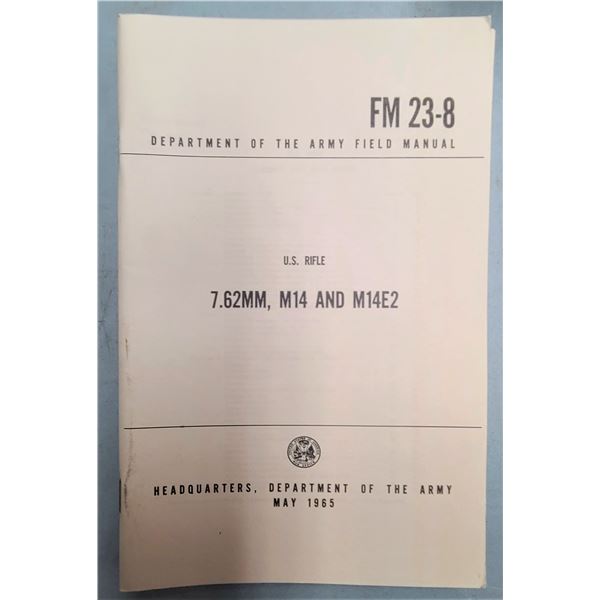 FM 23-8
DEPARTMENT OF THE ARMY FIELD MANUAL
U.S. RIFLE
7.62MM, M14 AND M14E2
HEADQUARTERS, DEPARTMENT OF THE ARMY
MAY 1965